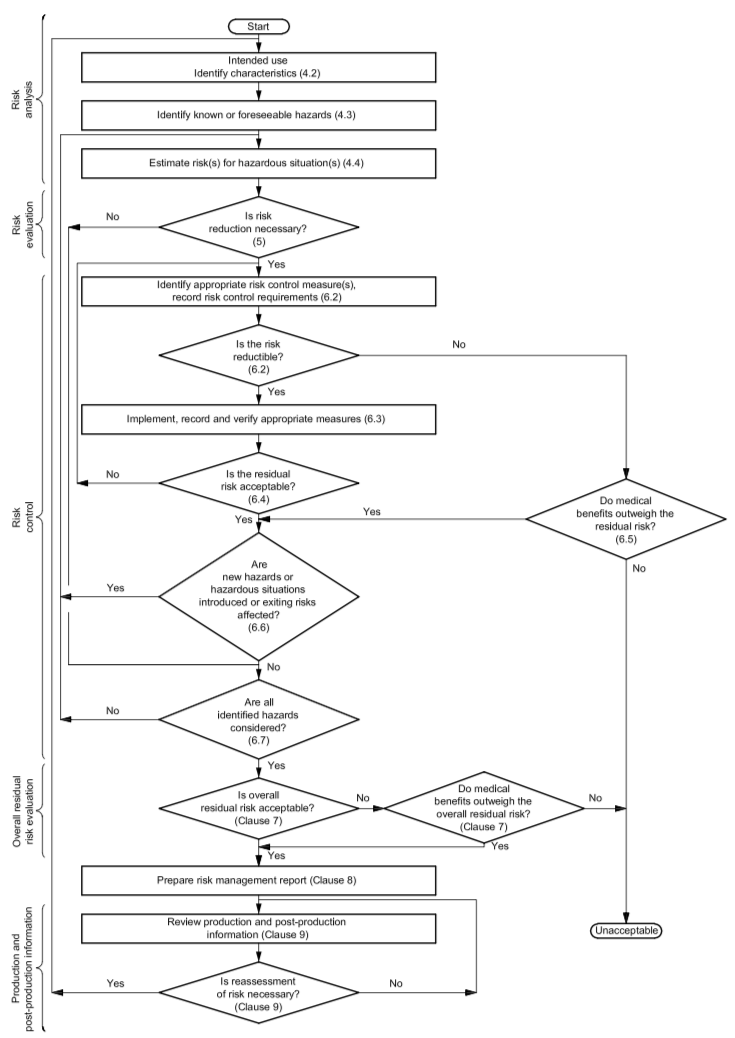 Start
Risk
analysis
Intended use
Identify characteristics (4.2)
Identify known or foreseeable hazards (4.3)
Estimate risk(s) for hazardous situation(s) (4.4)
Risk
evaluation
No
Is risk
reduction necessary?
(5)
Yes
Risk
control
Identify appropriate risk control measure(s),
record risk control requirements (6.2)
Is the risk
reductible?
(6.2)
No
Yes
Implement, record and verify appropriate measures (6.3)
No
Is the residual
risk acceptable?
(6.4)
Yes
Yes
Do medical
benefits outweigh the
residual risk?
(6.5)
No
Yes
Are
new hazards or
hazardous situations
introduced or exiting risks
affected?
(6.6)
No
No
Are all
identified hazards
considered?
(6.7)
Yes
Overall residual
risk evaluation
Is overall
residual risk acceptable?
(Clause 7)
No
Do medical
benefits outweigh the
overall residual risk?
(Clause 7)
No
Yes
Yes
Prepare risk management report (Clause 8)
Production and
post-production information
Review production and post-production
information (Clause 9)
Unacceptable
Yes
Is reassessment
of risk necessary?
(Clause 9)
No